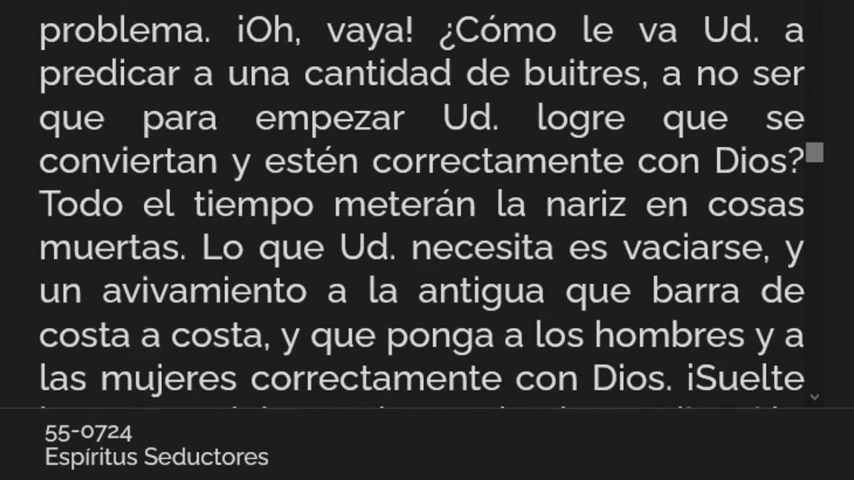 problema. ¡Oh, vaya! ¿Cómo le va Ud. a
predicar a una cantidad de buitres, a no ser
que para empezar Ud. logre que se
conviertan y estén correctamente con Dios?
Todo el tiempo meterán la nariz en cosas
muertas. Lo que Ud. necesita es vaciarse, y
un avivamiento a la antigua que barra de
costa a costa, y que ponga a los hombres y a
las mujeres correctamente con Dios. ¡Suelte
55-0724
Espíritus Seductores